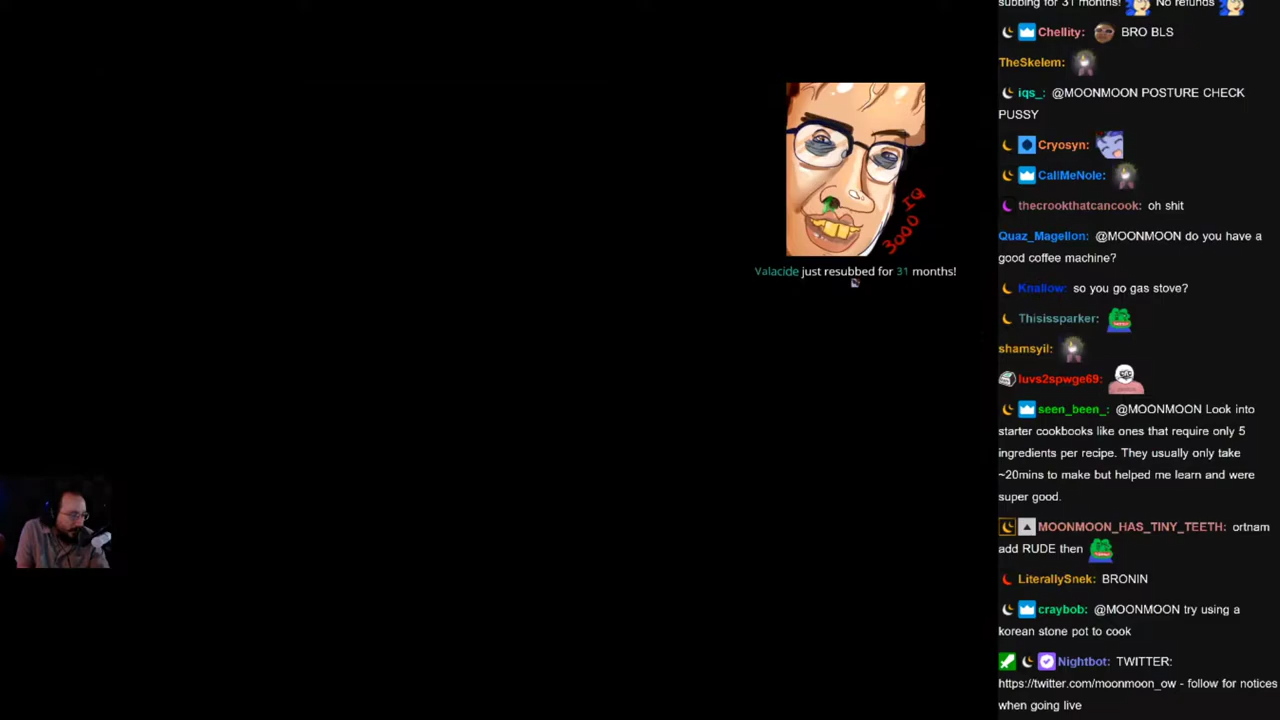 subbing for 31 months! No refunds
Chellity: BRO BLS
TheSkelem:
iqs_: @MOONMOON POSTURE CHECK
PUSSY
Cryosyn:
CallMeNole:
thecrookthatcancook: oh shit
Quaz_Magellon: @MOONMOON do you have a
good coffee machine?
Knallow: so you go gas stove?
Thisissparker:
shamsyil:
luvs2spwge69:
seen_been_: @MOONMOON Look into
starter cookbooks like ones that require only 5
ingredients per recipe. They usually only take
~20mins to make but helped me learn and were
super good.
MOONMOON_HAS_TINY_TEETH: ortnam
add RUDE then
LiterallySnek: BRONIN
craybob: @MOONMOON try using a
korean stone pot to cook
Nightbot: TWITTER:
https://twitter.com/moonmoon_ow - follow for notices
when going live
3000 IQ
Valacide just resubbed for 31 months!